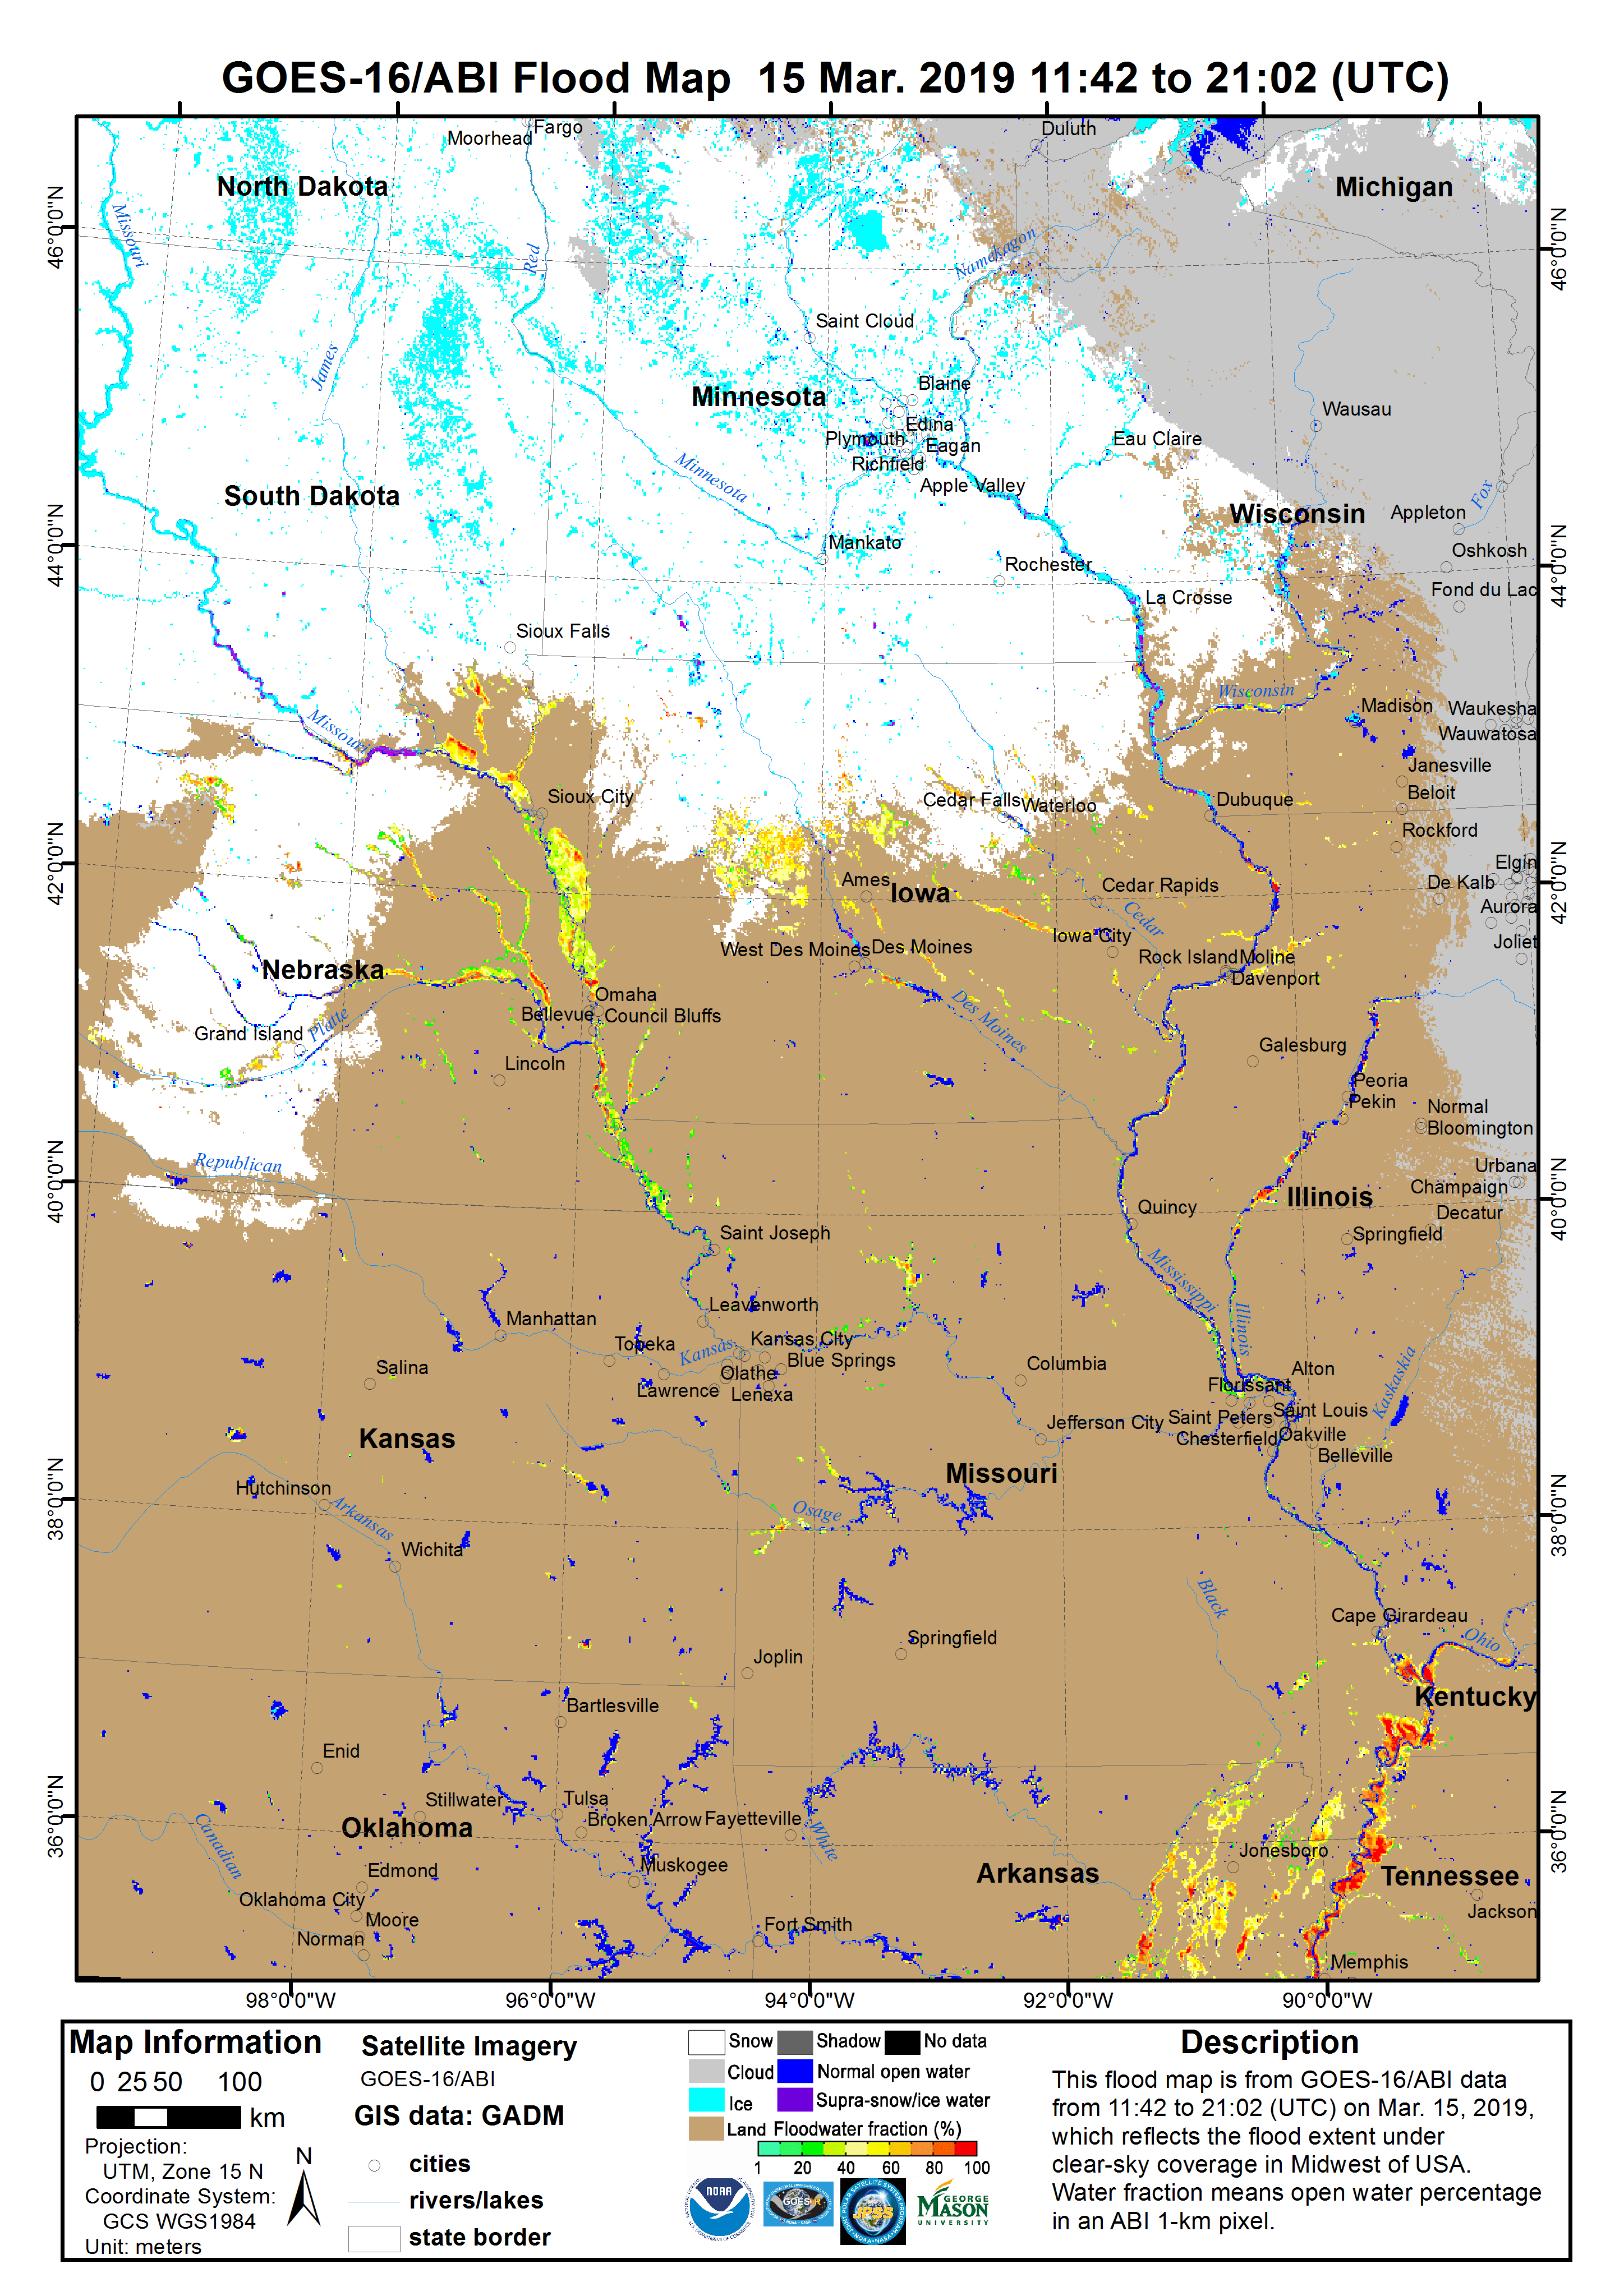 GOES-16/ABI Flood Map 15 Mar. 2019 11:42 to 21:02 (UTC)
Moorhead
Fargo
Duluth
North Dakota
Michigan
Missouri
46°0'0"N
46°0'0"N
Red
Namekagon
James
Saint Cloud
Minnesota
Blaine
Edina
Plymouth
Eagan
Richfield
Apple Valley
Eau Claire
Wausau
Minnesota
South Dakota
Wisconsin
Appleton
Fox
Oshkosh
Fond du Lac
44°0'0"N
44°0'0"N
Mankato
Rochester
La Crosse
Sioux Falls
Missouri
Wisconsin
Madison
Waukesha
Wauwatosa
Janesville
Beloit
Sioux City
Cedar Falls
Waterloo
Dubuque
Rockford
42°0'0"N
42°0'0"N
Elgin
De Kalb
Aurora
Joliet
Ames
Iowa
Cedar Rapids
Cedar
Iowa City
West Des Moines
Des Moines
Rock Island
Moline
Davenport
Nebraska
Omaha
Bellevue
Council Bluffs
Des Moines
Grand Island
Platte
Lincoln
Galesburg
Peoria
Pekin
Normal
Bloomington
Republican
Urbana
Champaign
Illinois
Decatur
40°0'0"N
40°0'0"N
Quincy
Springfield
Saint Joseph
Mississippi
Illinois
Leavenworth
Manhattan
Topeka
Kansas
Kansas City
Blue Springs
Olathe
Lawrence
Lenexa
Salina
Columbia
Alton
Florissant
Kaskaskia
Jefferson City
Saint Peters
Saint Louis
Chesterfield
Oakville
Belleville
Kansas
Missouri
Hutchinson
Arkansas
Osage
38°0'0"N
38°0'0"N
Wichita
Black
Cape Girardeau
Ohio
Springfield
Joplin
Kentucky
Bartlesville
Enid
Stillwater
Tulsa
Broken Arrow
Fayetteville
36°0'0"N
36°0'0"N
Canadian
Oklahoma
White
Jonesboro
Muskogee
Edmond
Arkansas
Tennessee
Oklahoma City
Moore
Norman
Fort Smith
Jackson
Memphis
98°0'0"W
96°0'0"W
94°0'0"W
92°0'0"W
90°0'0"W
Map Information
0 25 50 100
km
Projection:
UTM, Zone 15 N
Coordinate System:
GCS WGS1984
Unit: meters
N
Satellite Imagery
GOES-16/ABI
GIS data: GADM
cities
rivers/lakes
state border
Snow
Shadow
No data
Cloud
Normal open water
Ice
Supra-snow/ice water
Land
Floodwater fraction (%)
1 20 40 60 80 100
NOAA
GOES-R
JPSS
GEORGE
MASON
UNIVERSITY
Description
This flood map is from GOES-16/ABI data
from 11:42 to 21:02 (UTC) on Mar. 15, 2019,
which reflects the flood extent under
clear-sky coverage in Midwest of USA.
Water fraction means open water percentage
in an ABI 1-km pixel.